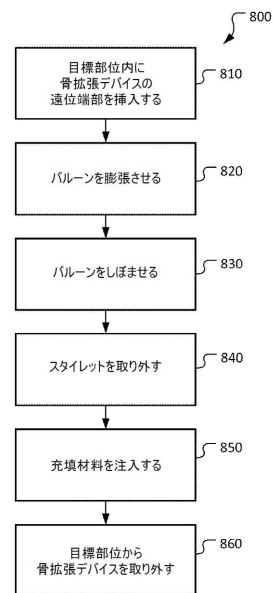 800
目標部位内に
骨拡張デバイスの
遠位端部を挿入する
810
バルーンを膨張させる
820
バルーンをしぼませる
830
スタイレットを取り外す
840
充填材料を注入する
850
目標部位から
骨拡張デバイスを取り外す
860